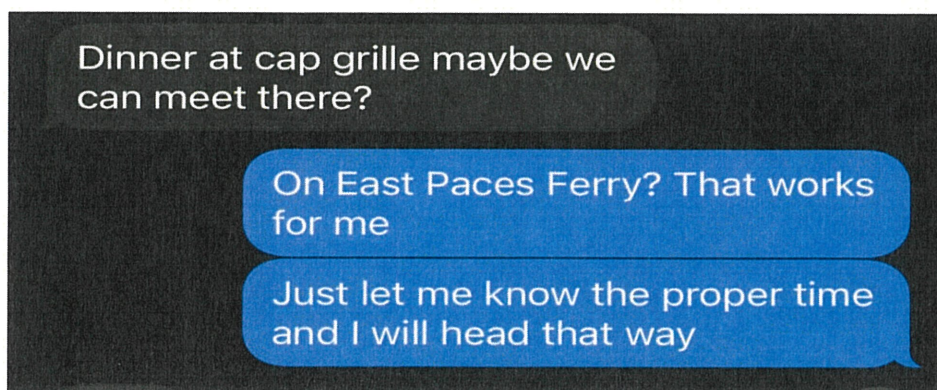 Dinner at cap grille maybe we
can meet there?
On East Paces Ferry? That works
for me
Just let me know the proper time
and I will head that way